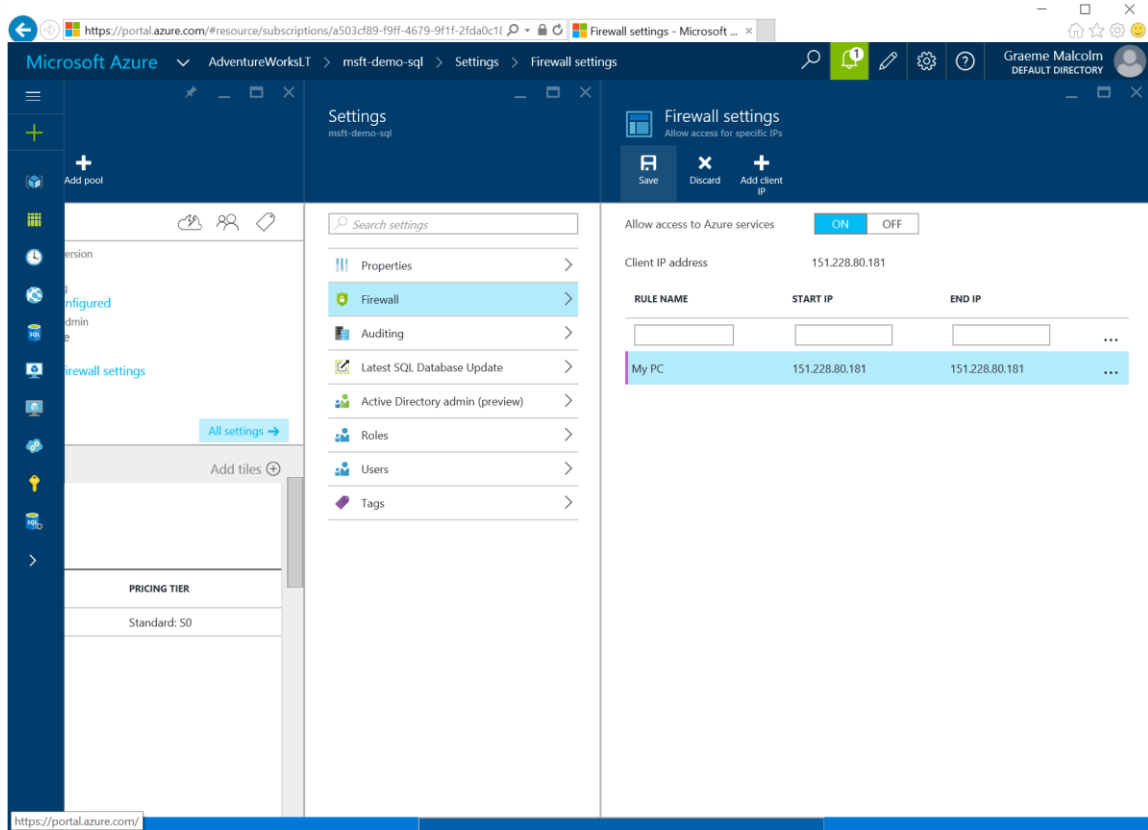 https://portal.azure.com/#resource/subscriptions/a503cf89-f9ff-4679-9f1f-2fda0c18
Firewall settings - Microsoft ...
Microsoft Azure
AdventureWorksLT > msft-demo-sql > Settings > Firewall settings
1
Graeme Malcolm
DEFAULT DIRECTORY
Add pool
ersion
g
nfigured
dmin
e
irewall settings
All settings →
Add tiles
PRICING TIER
Standard: S0
Settings
msft-demo-sql
Search settings
Properties
Firewall
Auditing
Latest SQL Database Update
Active Directory admin (preview)
Roles
Users
Tags
Firewall settings
Allow access for specific IPs
Save
Discard
Add client
IP
Allow access to Azure services ON OFF
Client IP address 151.228.80.181
RULE NAME START IP END IP
...
My PC 151.228.80.181 151.228.80.181 ...
SQL
SQL
https://portal.azure.com/